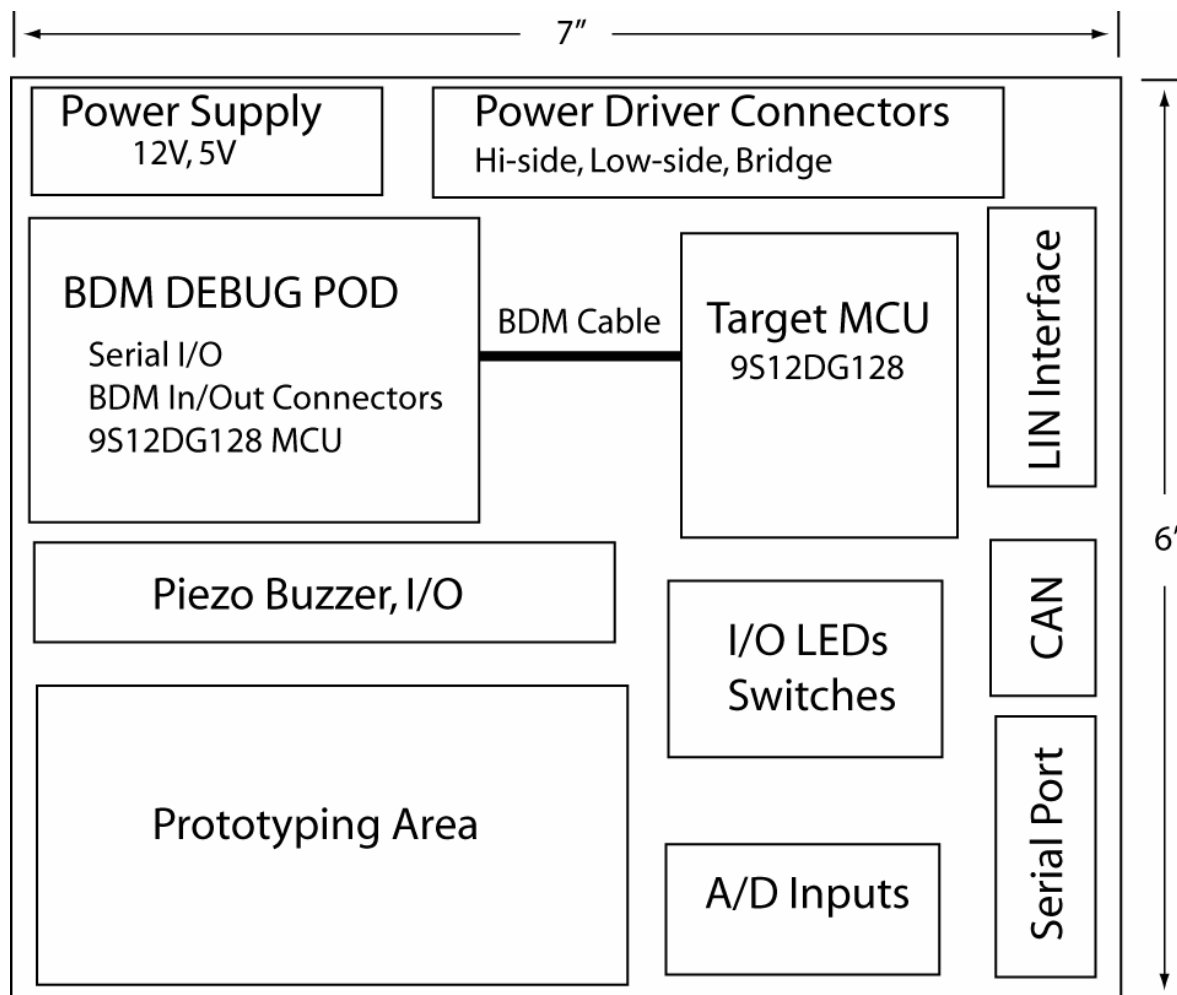 7"
Power Supply
12V, 5V
Power Driver Connectors
Hi-side, Low-side, Bridge
BDM DEBUG POD
Serial I/O
BDM In/Out Connectors
9S12DG128 MCU
BDM Cable
Target MCU
9S12DG128
LIN Interface
6"
Piezo Buzzer, I/O
I/O LEDs
Switches
CAN
Prototyping Area
A/D Inputs
Serial Port